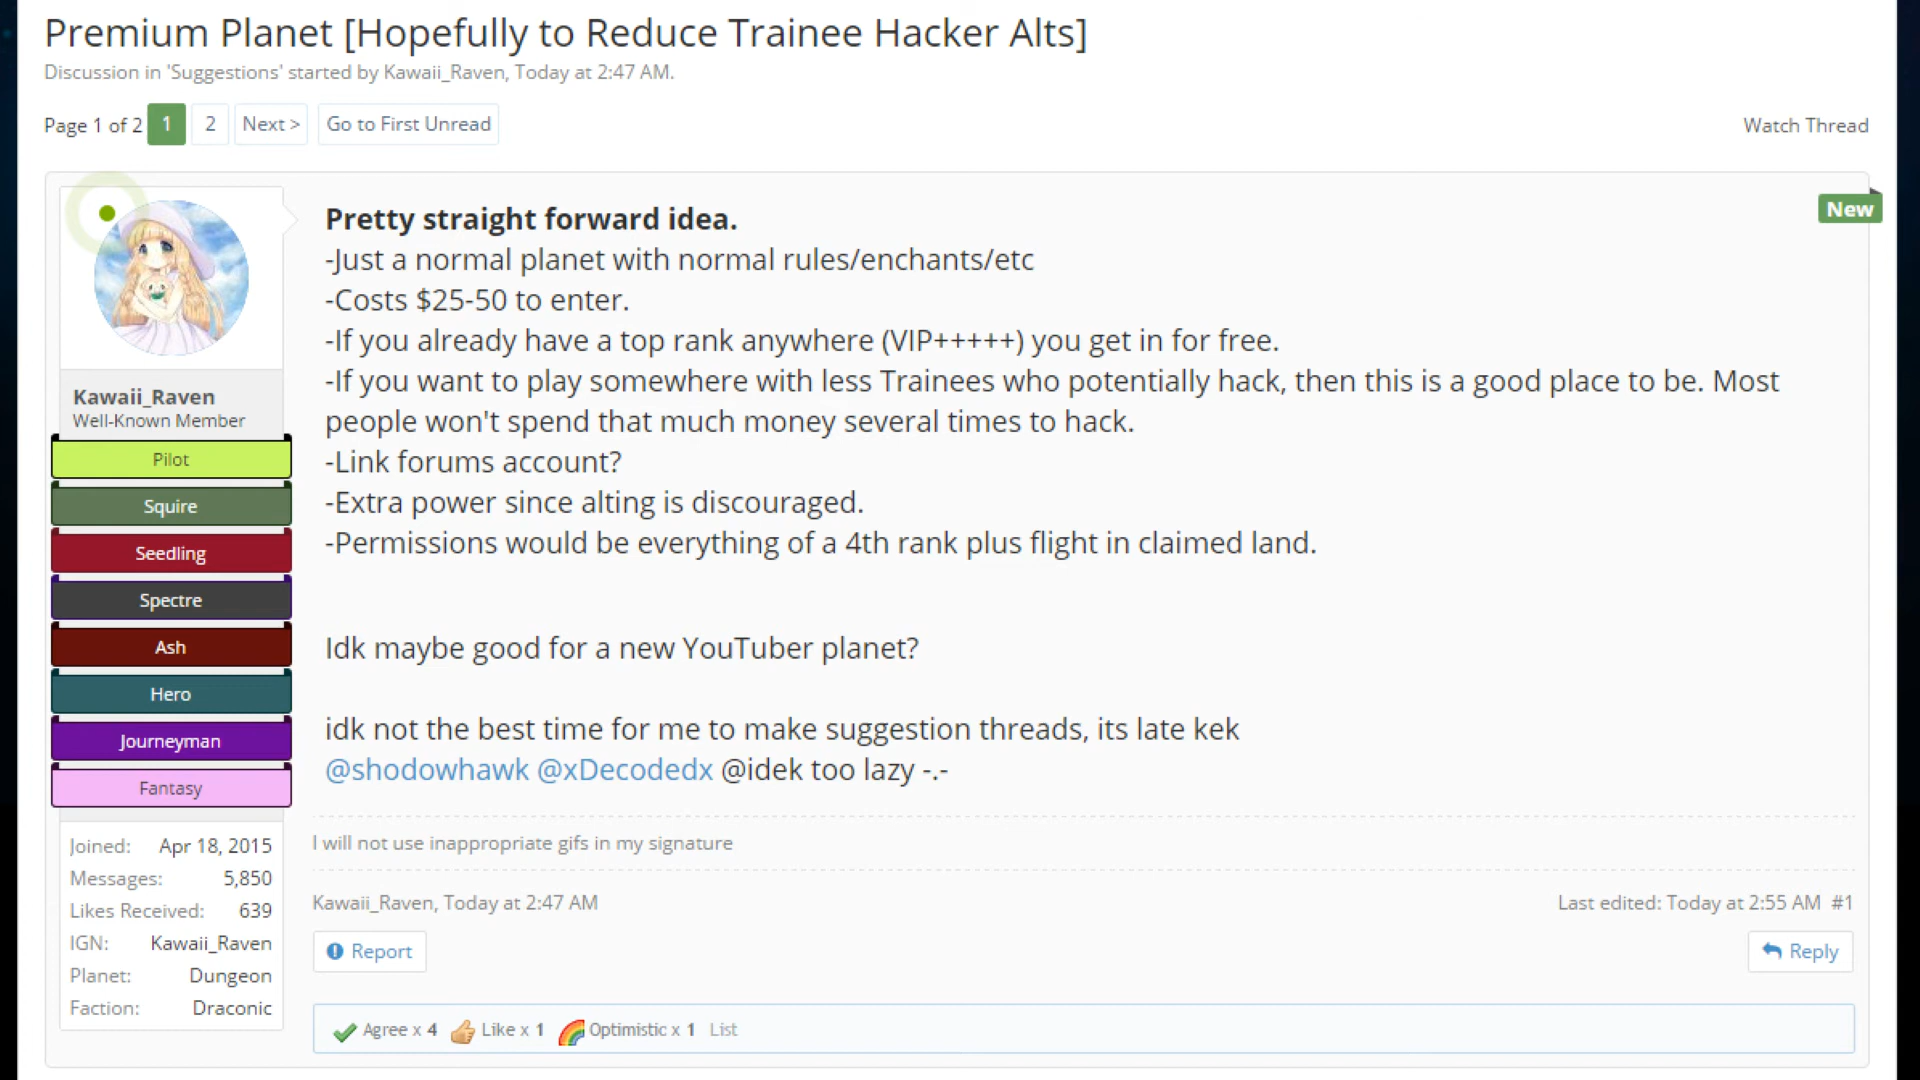 Premium Planet [Hopefully to Reduce Trainee Hacker Alts]
Discussion in 'Suggestions' started by Kawaii_Raven, Today at 2:47 AM.
Page 1 of 2 1 2 Next > Go to First Unread Watch Thread
New
Kawaii_Raven
Well-Known Member
Pilot
Squire
Seedling
Spectre
Ash
Hero
Journeyman
Fantasy
Joined: Apr 18, 2015
Messages: 5,850
Likes Received: 639
IGN: Kawaii_Raven
Planet: Dungeon
Faction: Draconic
Pretty straight forward idea.
-Just a normal planet with normal rules/enchants/etc
-Costs $25-50 to enter.
-If you already have a top rank anywhere (VIP+++++) you get in for free.
-If you want to play somewhere with less Trainees who potentially hack, then this is a good place to be. Most
people won't spend that much money several times to hack.
-Link forums account?
-Extra power since alting is discouraged.
-Permissions would be everything of a 4th rank plus flight in claimed land.
Idk maybe good for a new YouTuber planet?
idk not the best time for me to make suggestion threads, its late kek
@shodowhawk @xDecodedx @idek too lazy -.-
I will not use inappropriate gifs in my signature
Kawaii_Raven, Today at 2:47 AM Last edited: Today at 2:55 AM #1
Report Reply
Agree x 4 Like x 1 Optimistic x 1 List